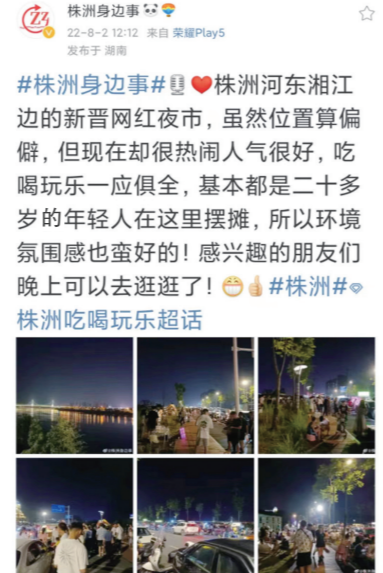 株洲身边事
22-8-2 12:12 来自 荣耀Play5
发布于 湖南
#株洲身边事#🎙️❤️株洲河东湘江
边的新晋网红夜市，虽然位置算偏
僻，但现在却很热闹人气很好，吃
喝玩乐一应俱全，基本都是二十多
岁的年轻人在这里摆摊，所以环境
氛围感也蛮好的！感兴趣的朋友们
晚上可以去逛逛了！😁👍#株洲#
株洲吃喝玩乐超话